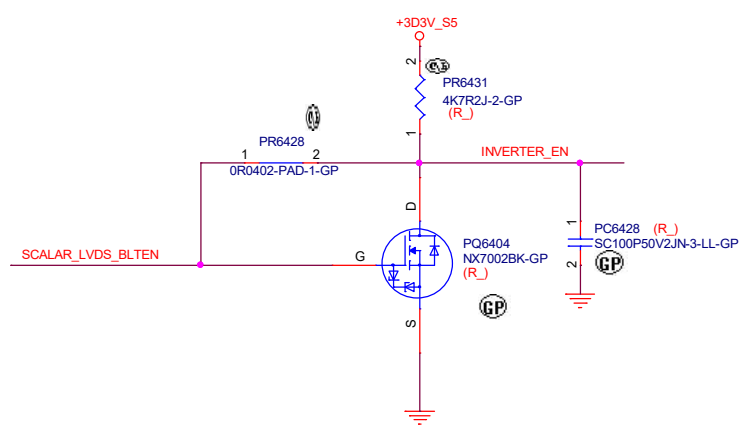 +3D3V_S5
2
PR6431
4K7R2J-2-GP
(R_)
1
PR6428
1
2
0R0402-PAD-1-GP
INVERTER_EN
D
1
PC6428
(R_)
SC100P50V2JN-3-LL-GP
2
GP
SCALAR_LVDS_BLTEN
G
PQ6404
NX7002BK-GP
(R_)
GP
S